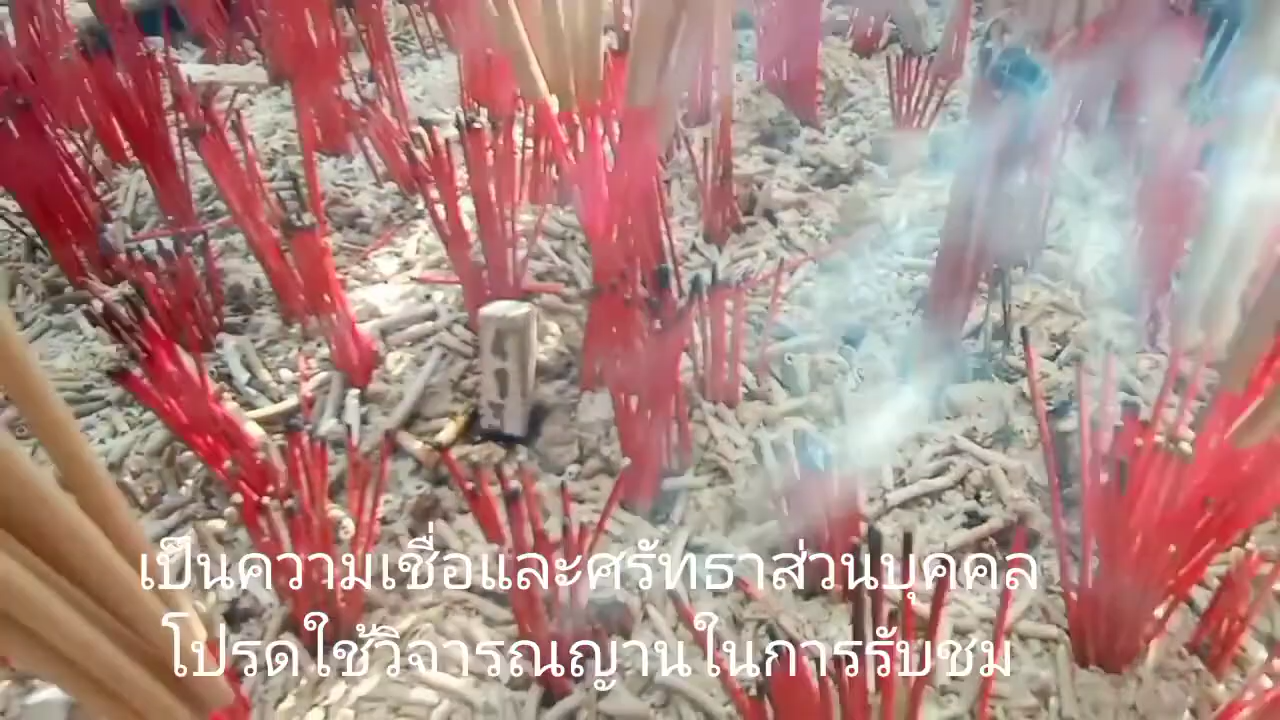 เป็นความเชื่อและศรัทธาส่วนบุคคล
โปรดใช้วิจารณญานในการรับชม